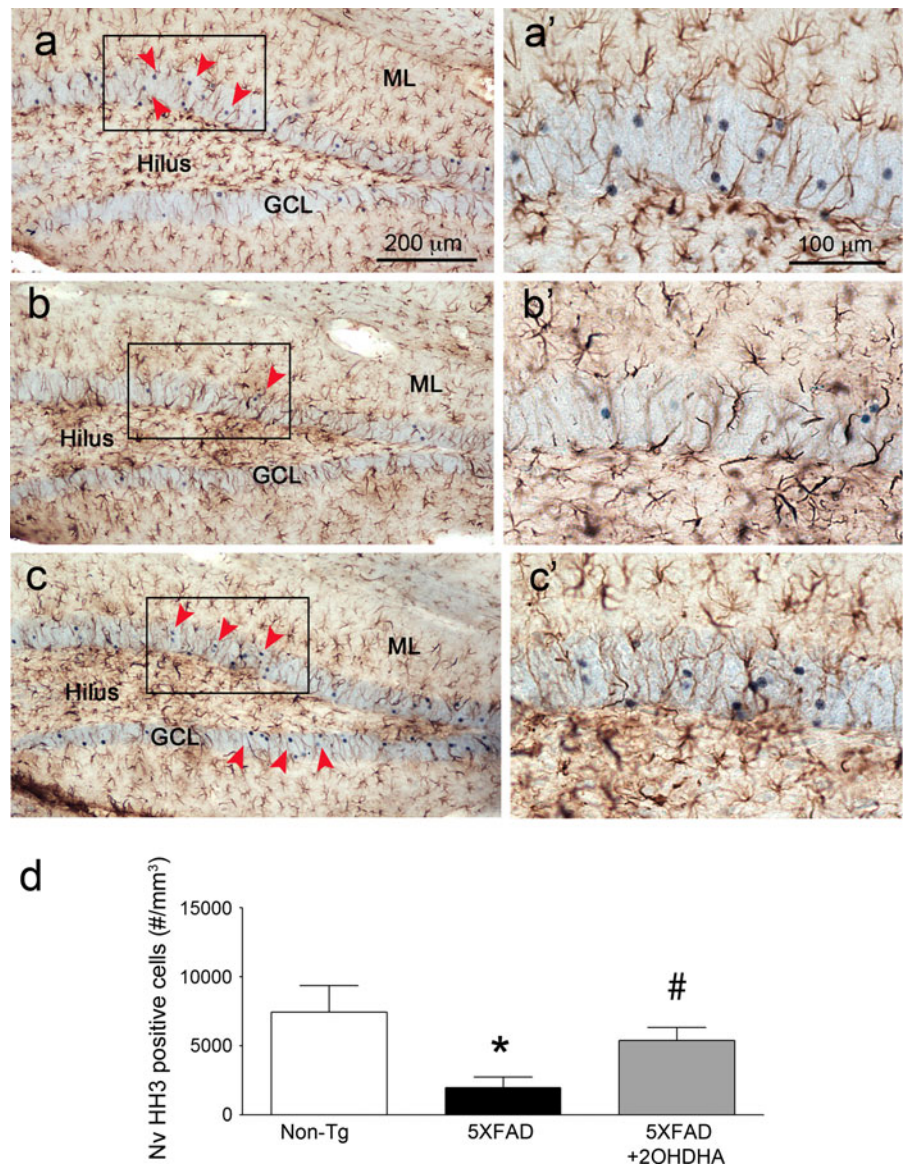 a
ML
Hilus
GCL
200 µm
a'
100 µm
b
ML
Hilus
GCL
b'
c
ML
Hilus
GCL
c'
d
Nv HH3 positive cells (#/mm³)
15000
10000
5000
0
*
#
Non-Tg
5XFAD
5XFAD
+2OHDHA